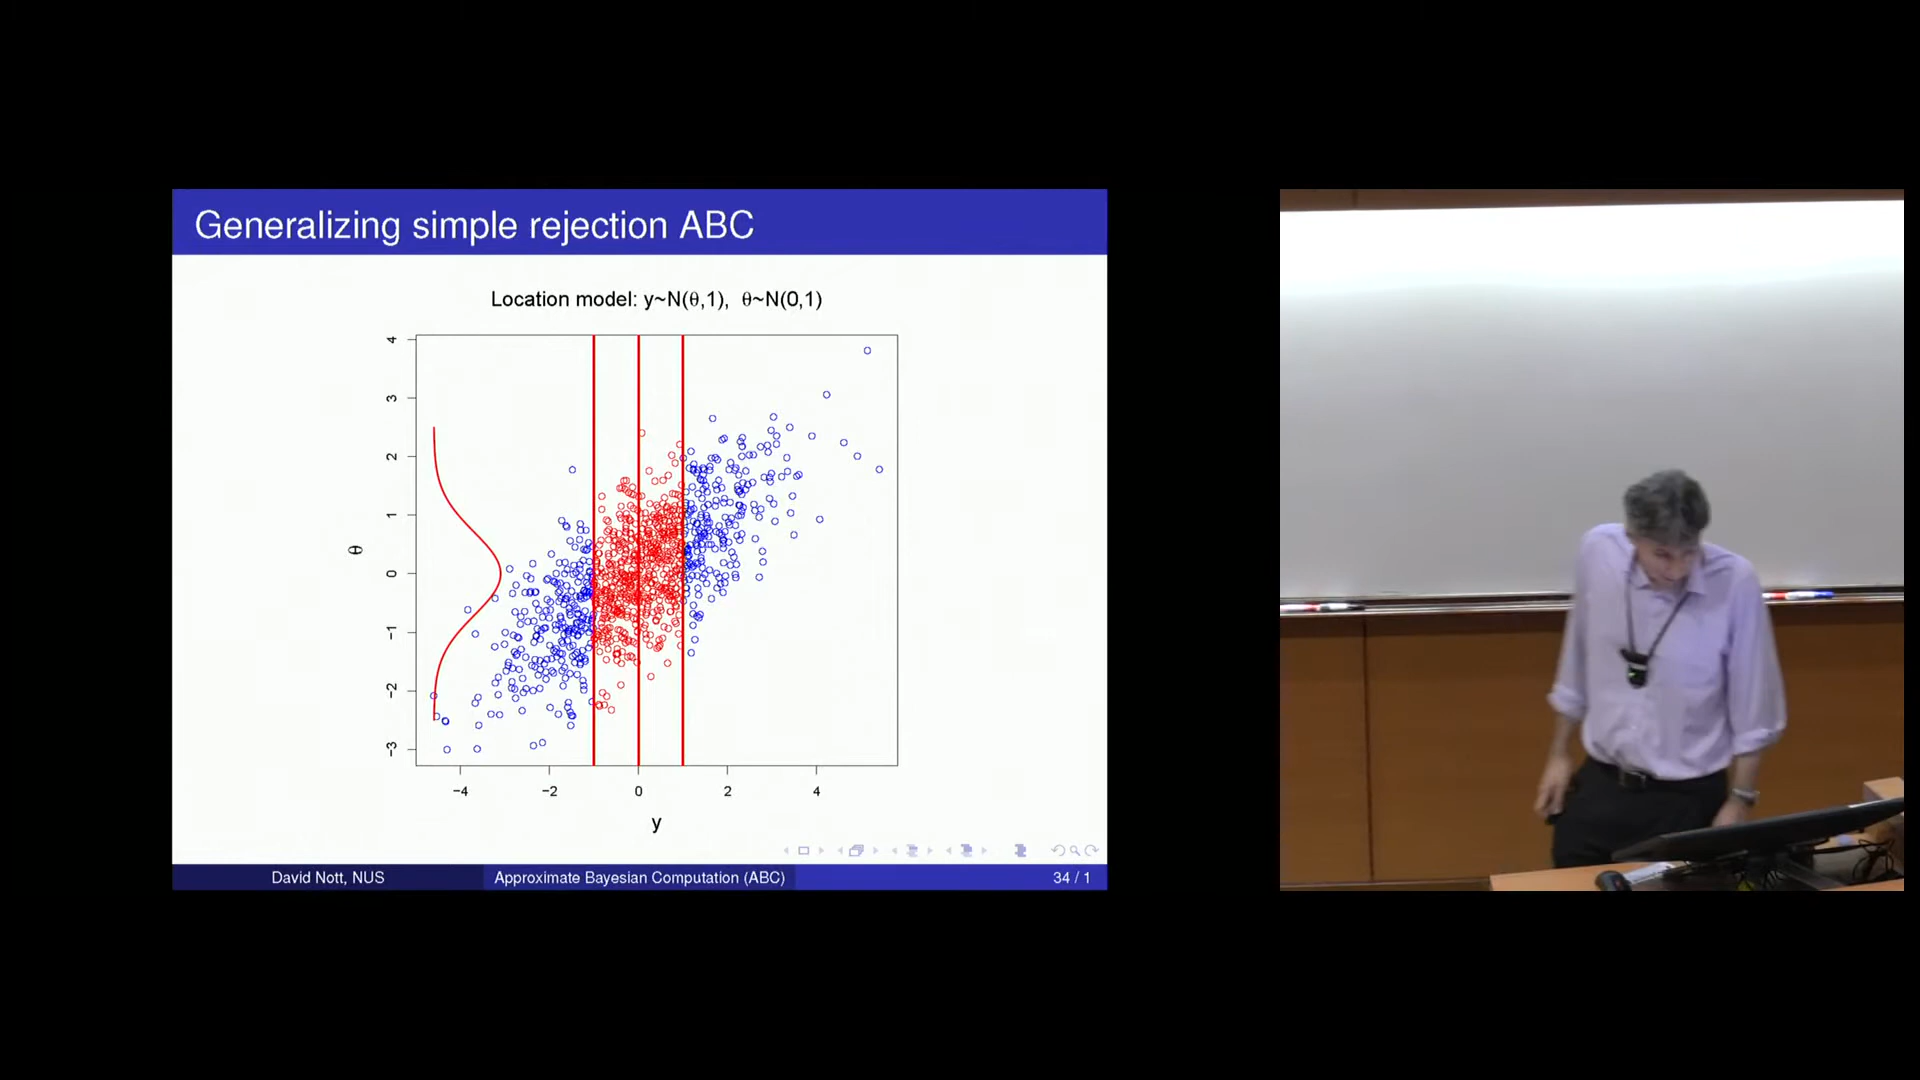 Generalizing simple rejection ABC
Location model: y~N(θ,1), θ~N(0,1)
4
3
2
1
0
−1
−2
−3
θ
−4
−2
0
2
4
y
David Nott, NUS
Approximate Bayesian Computation (ABC)
34 / 1